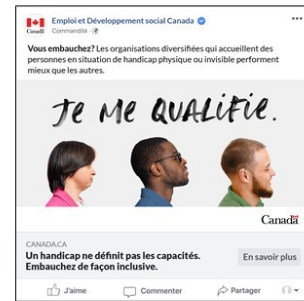 Emploi et Développement social Canada
Canada
Commandité ·
Vous embauchez? Les organisations diversifiées qui accueillent des
personnes en situation de handicap physique ou invisible performent
mieux que les autres.
JE ME QUALIFIE.
Canada
CANADA.CA
Un handicap ne définit pas les capacités.
Embauchez de façon inclusive.
En savoir plus
J'aime
Commenter
Partager